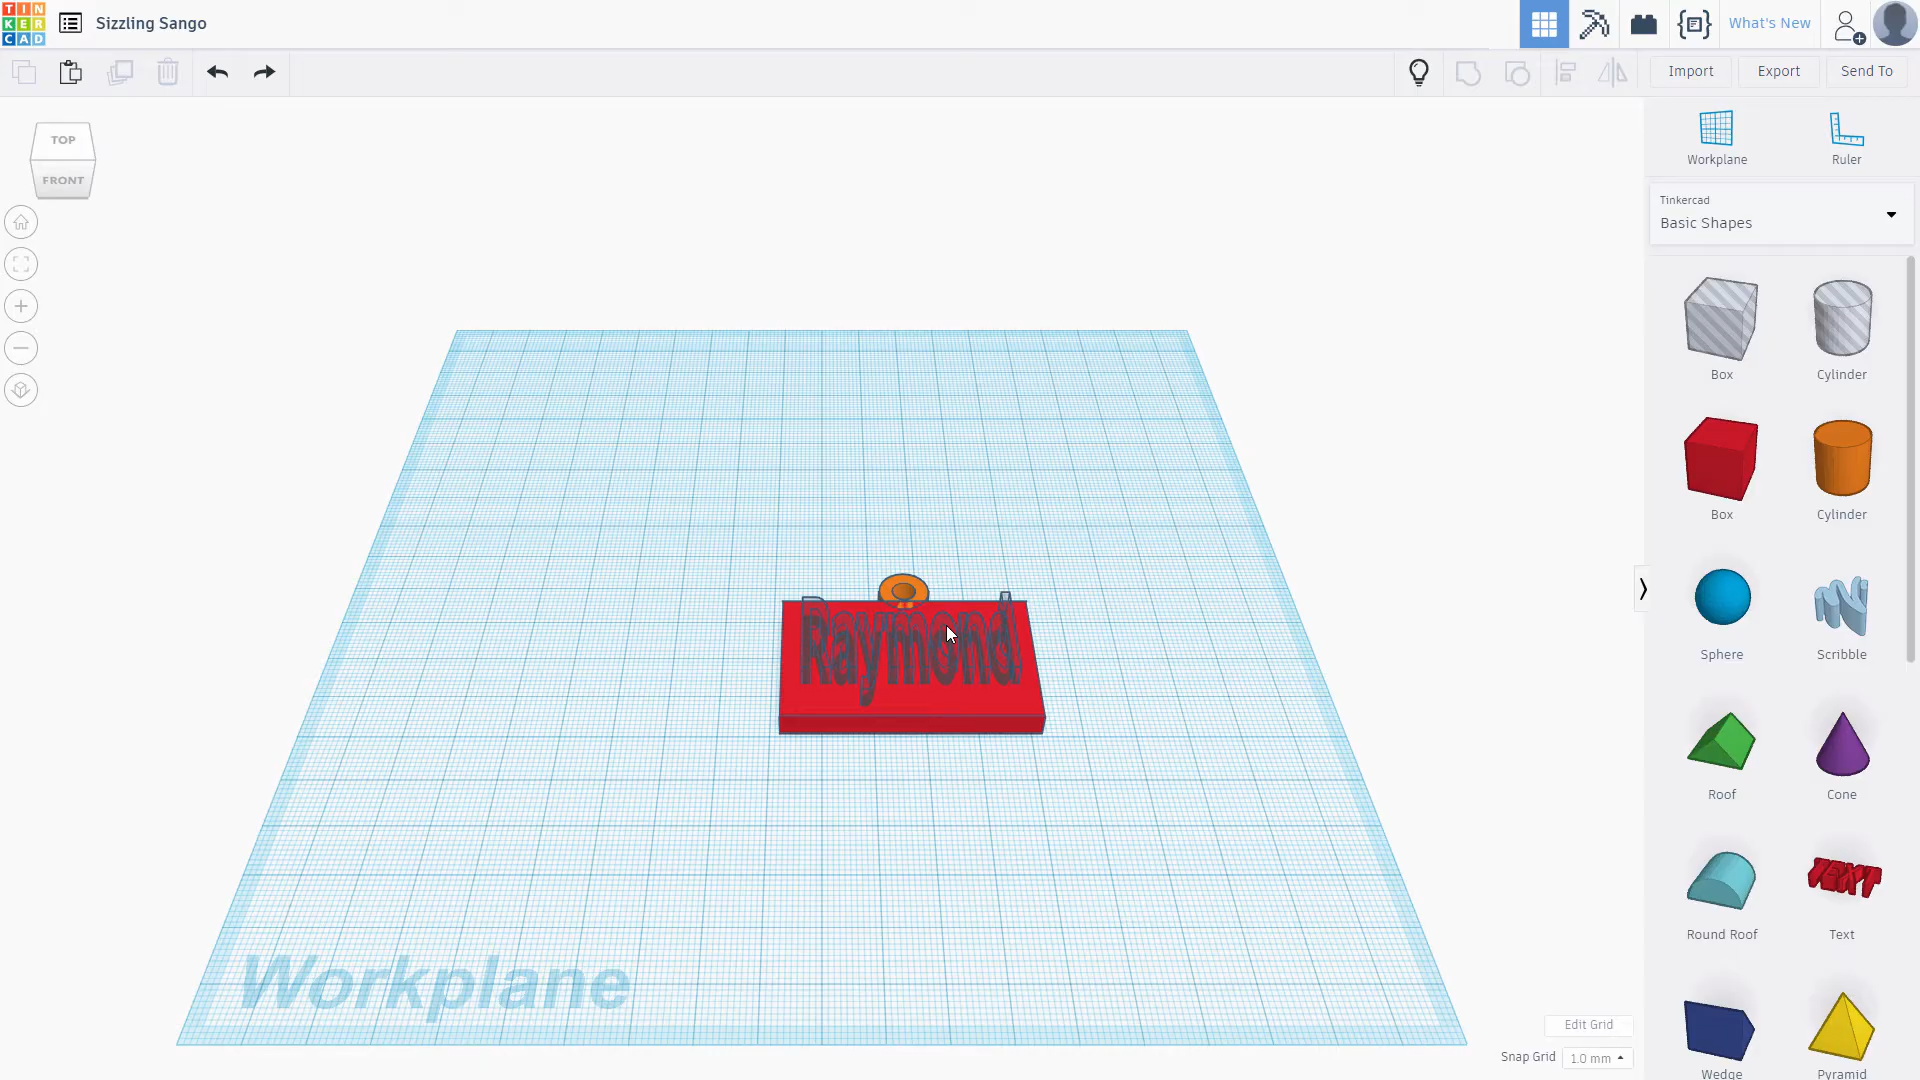 TIN
KER
CAD
Sizzling Sango
What's New
Import
Export
Send To
TOP
FRONT
Workplane
Ruler
Tinkercad
Basic Shapes
Box
Cylinder
Box
Cylinder
Raymond
Sphere
Scribble
Roof
Cone
TEXT
Round Roof
Text
Workplane
Edit Grid
Snap Grid
1.0 mm
Wedge
Pyramid